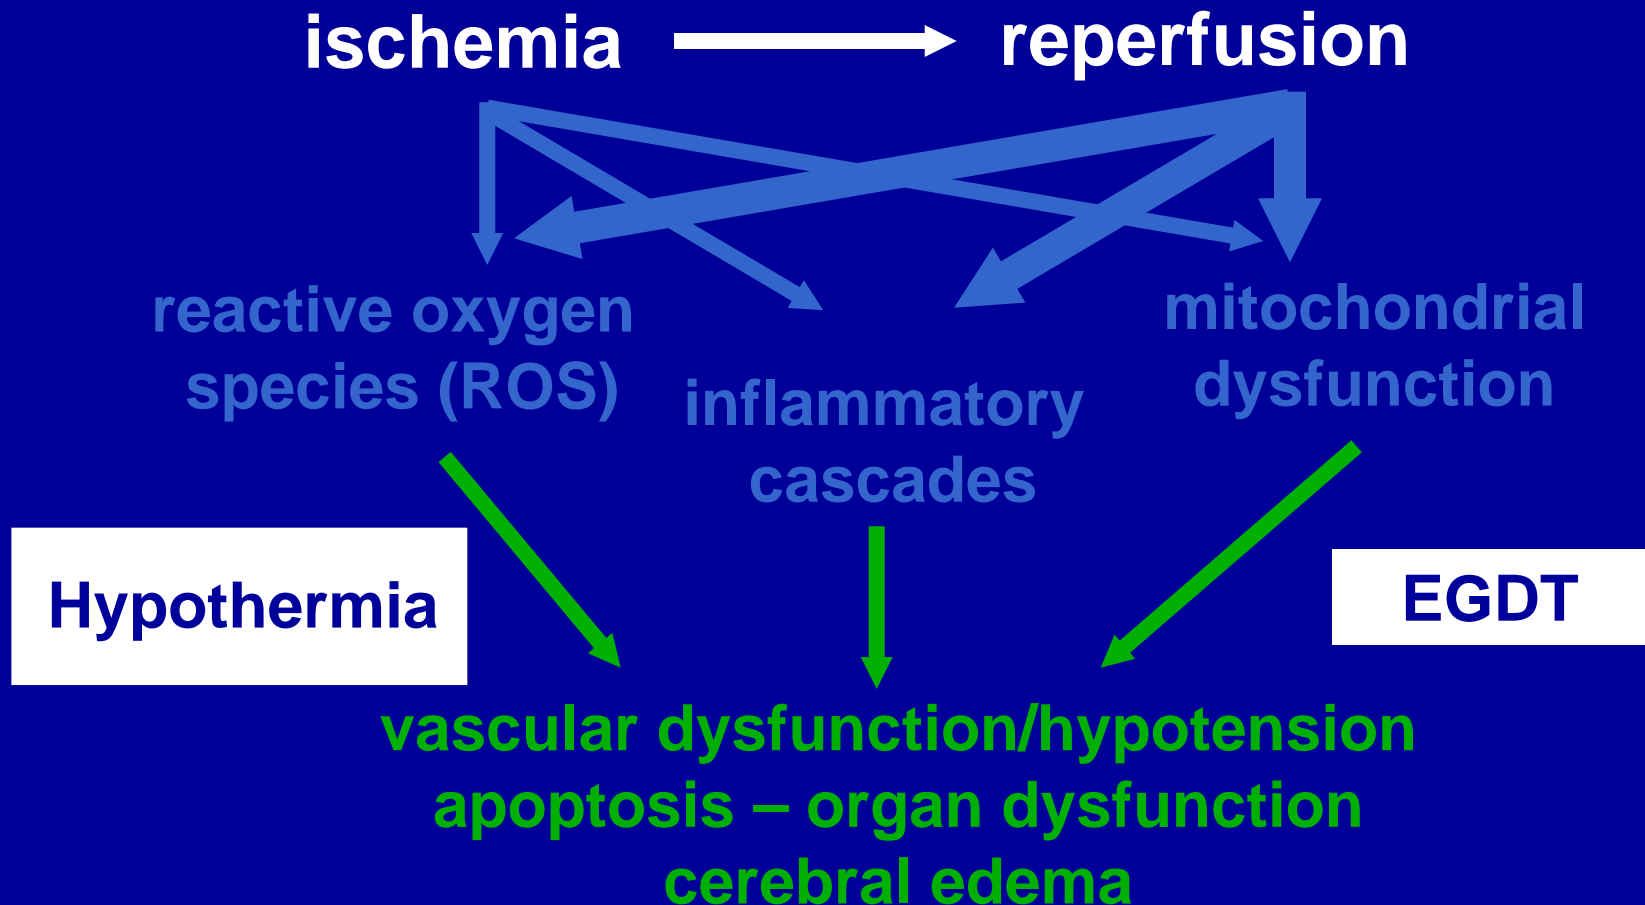 ischemia reperfusion
reactive oxygen
species (ROS)
inflammatory
cascades
mitochondrial
dysfunction
Hypothermia
EGDT
vascular dysfunction/hypotension
apoptosis – organ dysfunction
cerebral edema